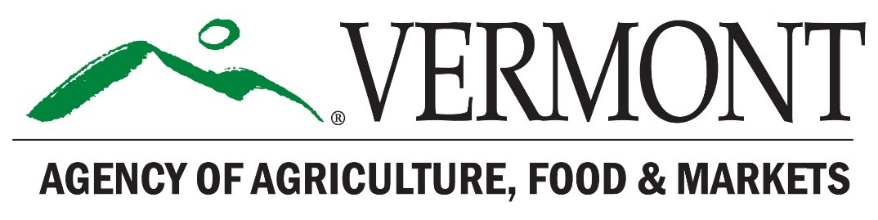 ® VERMONT
AGENCY OF AGRICULTURE, FOOD & MARKETS